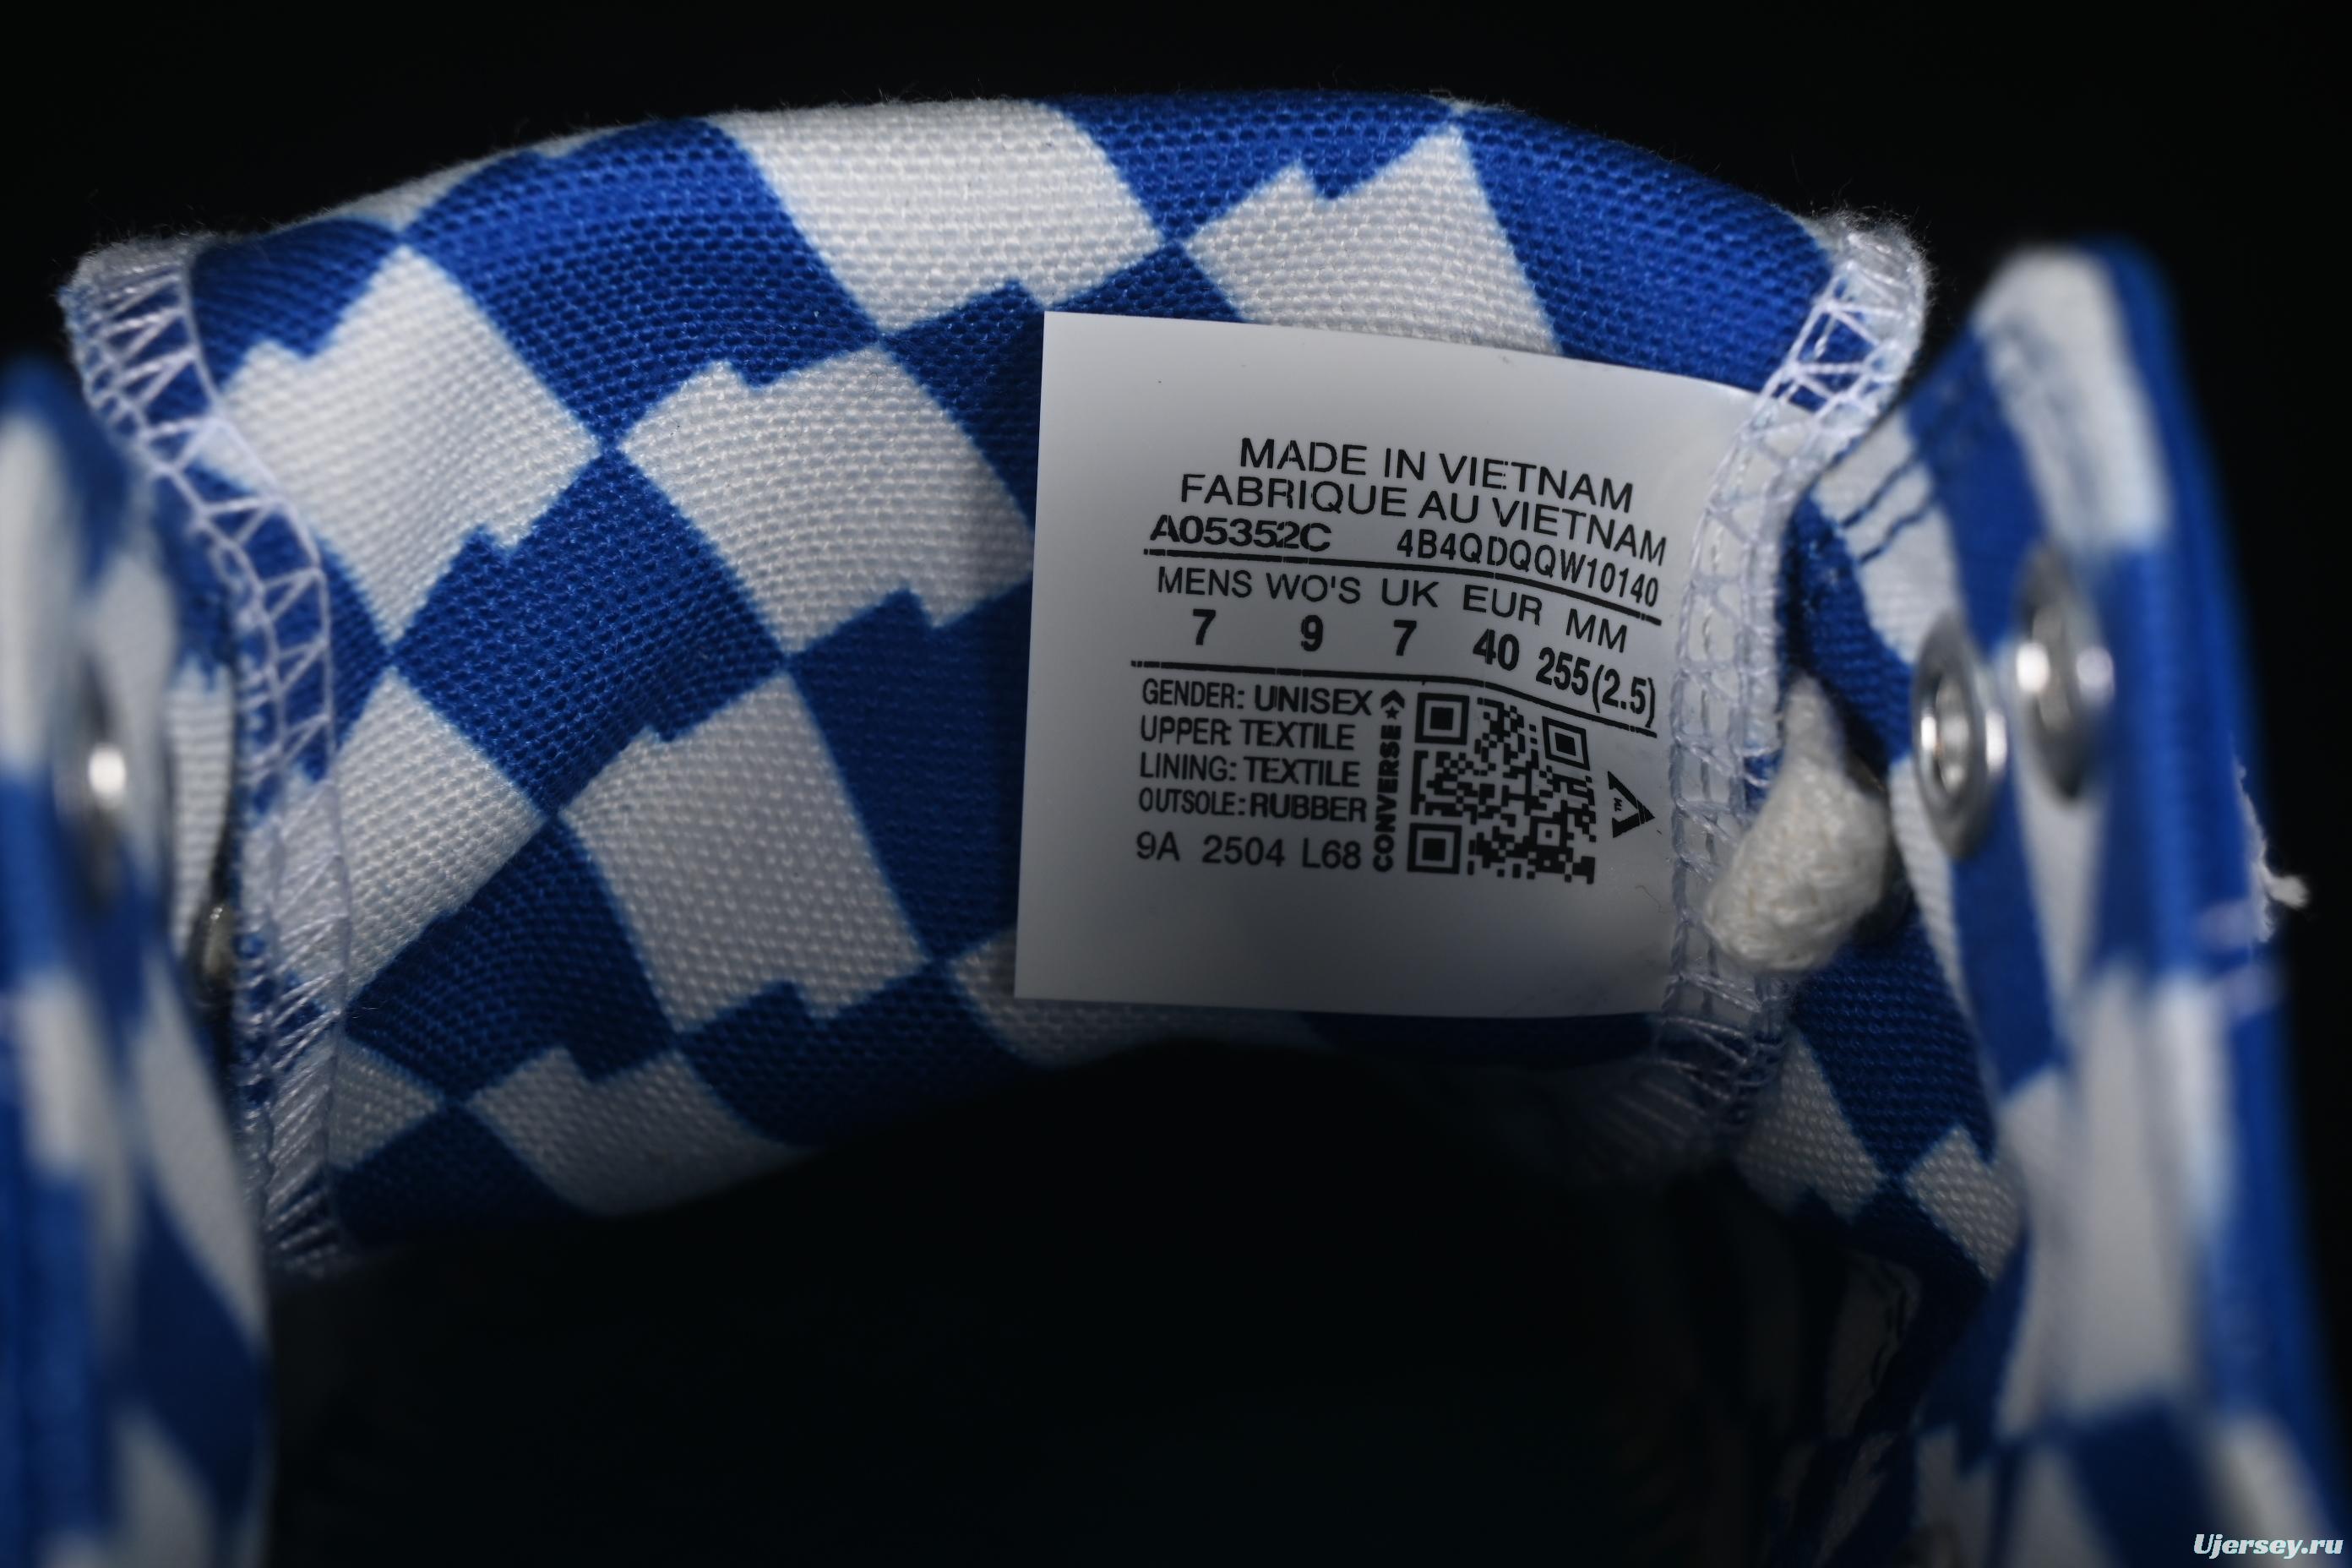 MADE IN VIETNAM
FABRIQUE AU VIETNAM
A05352C 4B4QDQQW10140
MENS WO'S UK EUR MM
7 9 7 40 255(2.5)
GENDER: UNISEX
UPPER: TEXTILE
LINING: TEXTILE
OUTSOLE: RUBBER
9A 2504 L68
CONVERSE
TM
Ujersey.ru